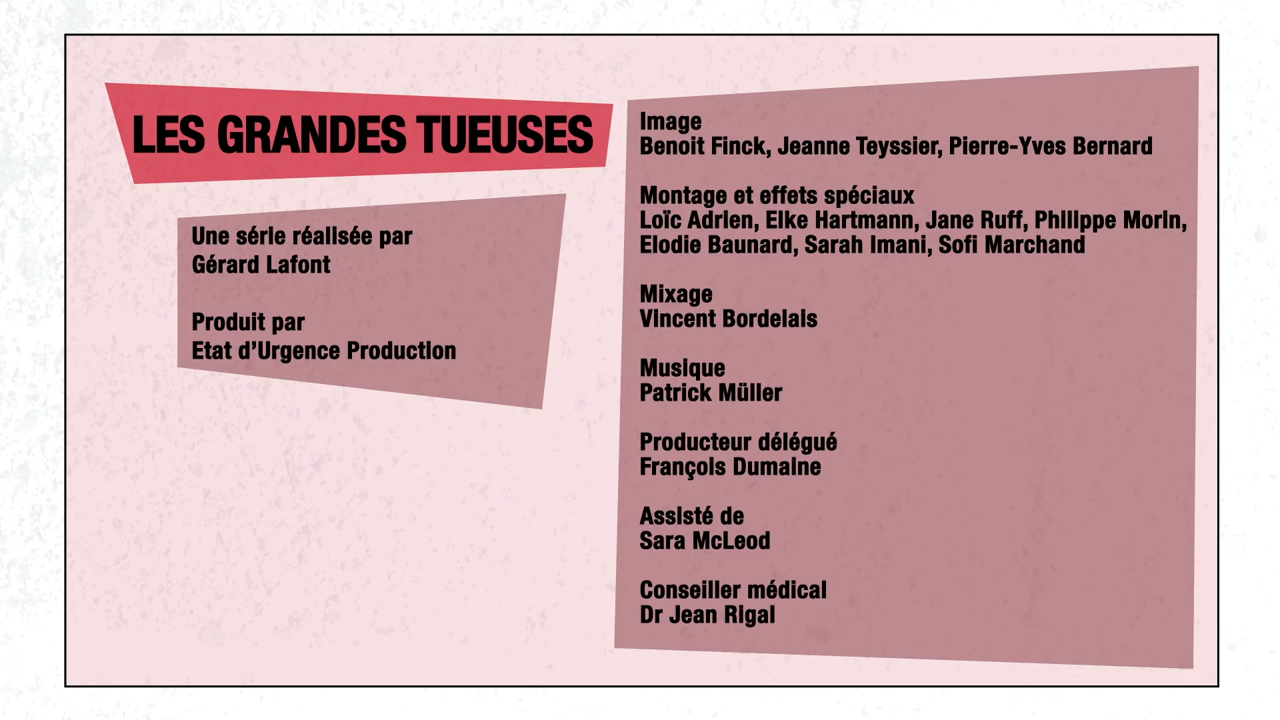 LES GRANDES TUEUSES
Une série réalisée par
Gérard Lafont
Produit par
Etat d'Urgence Production
Image
Benoit Finck, Jeanne Teyssier, Pierre-Yves Bernard
Montage et effets spéciaux
Loïc Adrien, Elke Hartmann, Jane Ruff, Philippe Morin,
Elodie Baunard, Sarah Imani, Sofi Marchand
Mixage
Vincent Bordelais
Musique
Patrick Müller
Producteur délégué
François Dumaine
Assisté de
Sara McLeod
Conseiller médical
Dr Jean Rigal